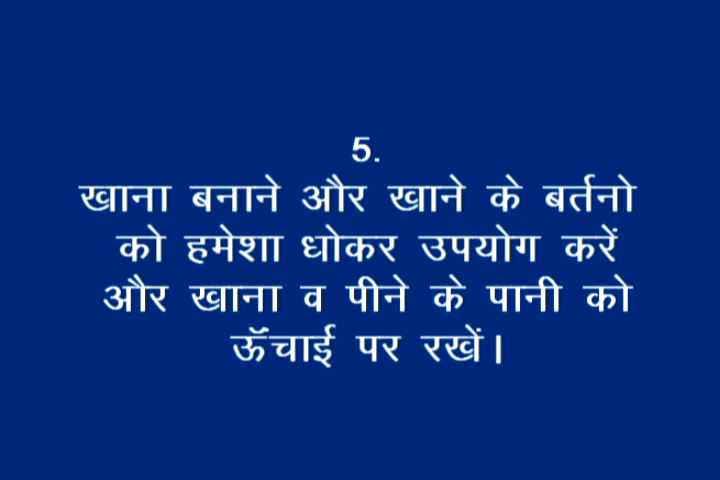 5.
खाना बनाने और खाने के बर्तनो
को हमेशा धोकर उपयोग करें
और खाना व पीने के पानी को
ऊँचाई पर रखें।